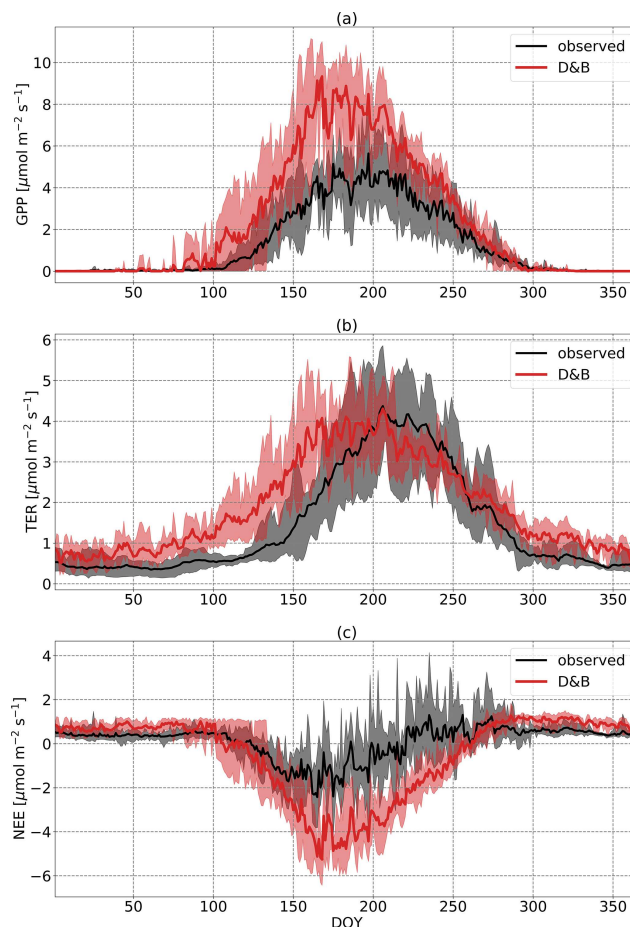 (a)
observed
D&B
GPP [μmol m⁻² s⁻¹]
10
8
6
4
2
0
50 100 150 200 250 300 350
(b)
observed
D&B
TER [μmol m⁻² s⁻¹]
6
5
4
3
2
1
0
50 100 150 200 250 300 350
(c)
observed
D&B
NEE [μmol m⁻² s⁻¹]
4
2
0
−2
−4
−6
50 100 150 200 250 300 350
DOY